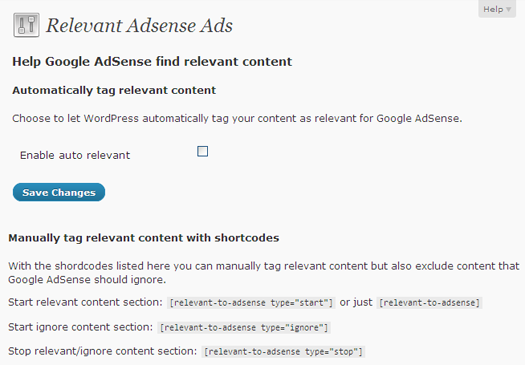 Help
Relevant Adsense Ads
Help Google AdSense find relevant content
Automatically tag relevant content
Choose to let WordPress automatically tag your content as relevant for Google AdSense.
Enable auto relevant
Save Changes
Manually tag relevant content with shortcodes
With the shordcodes listed here you can manually tag relevant content but also exclude content that
Google AdSense should ignore.
Start relevant content section: [relevant-to-adsense type="start"] or just [relevant-to-adsense]
Start ignore content section: [relevant-to-adsense type="ignore"]
Stop relevant/ignore content section: [relevant-to-adsense type="stop"]